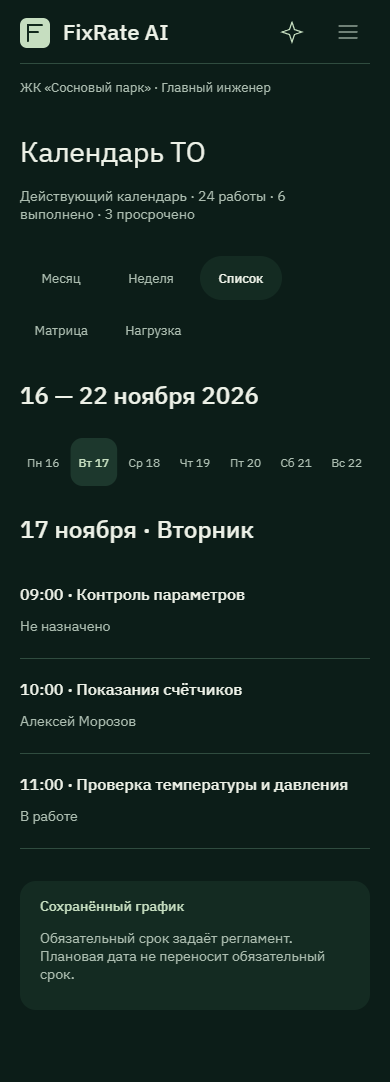 FixRate AI
ЖК «Сосновый парк» · Главный инженер
Календарь ТО
Действующий календарь · 24 работы · 6
выполнено · 3 просрочено
Месяц Неделя Список
Матрица Нагрузка
16 — 22 ноября 2026
Пн 16 Вт 17 Ср 18 Чт 19 Пт 20 Сб 21 Вс 22
17 ноября · Вторник
09:00 · Контроль параметров
Не назначено
10:00 · Показания счётчиков
Алексей Морозов
11:00 · Проверка температуры и давления
В работе
Сохранённый график
Обязательный срок задаёт регламент.
Плановая дата не переносит обязательный
срок.